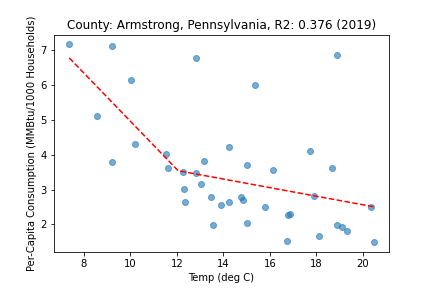 County: Armstrong, Pennsylvania, R2: 0.376 (2019)
Per-Capita Consumption (MMBtu/1000 Households)
7
6
5
4
3
2
8 10 12 14 16 18 20
Temp (deg C)